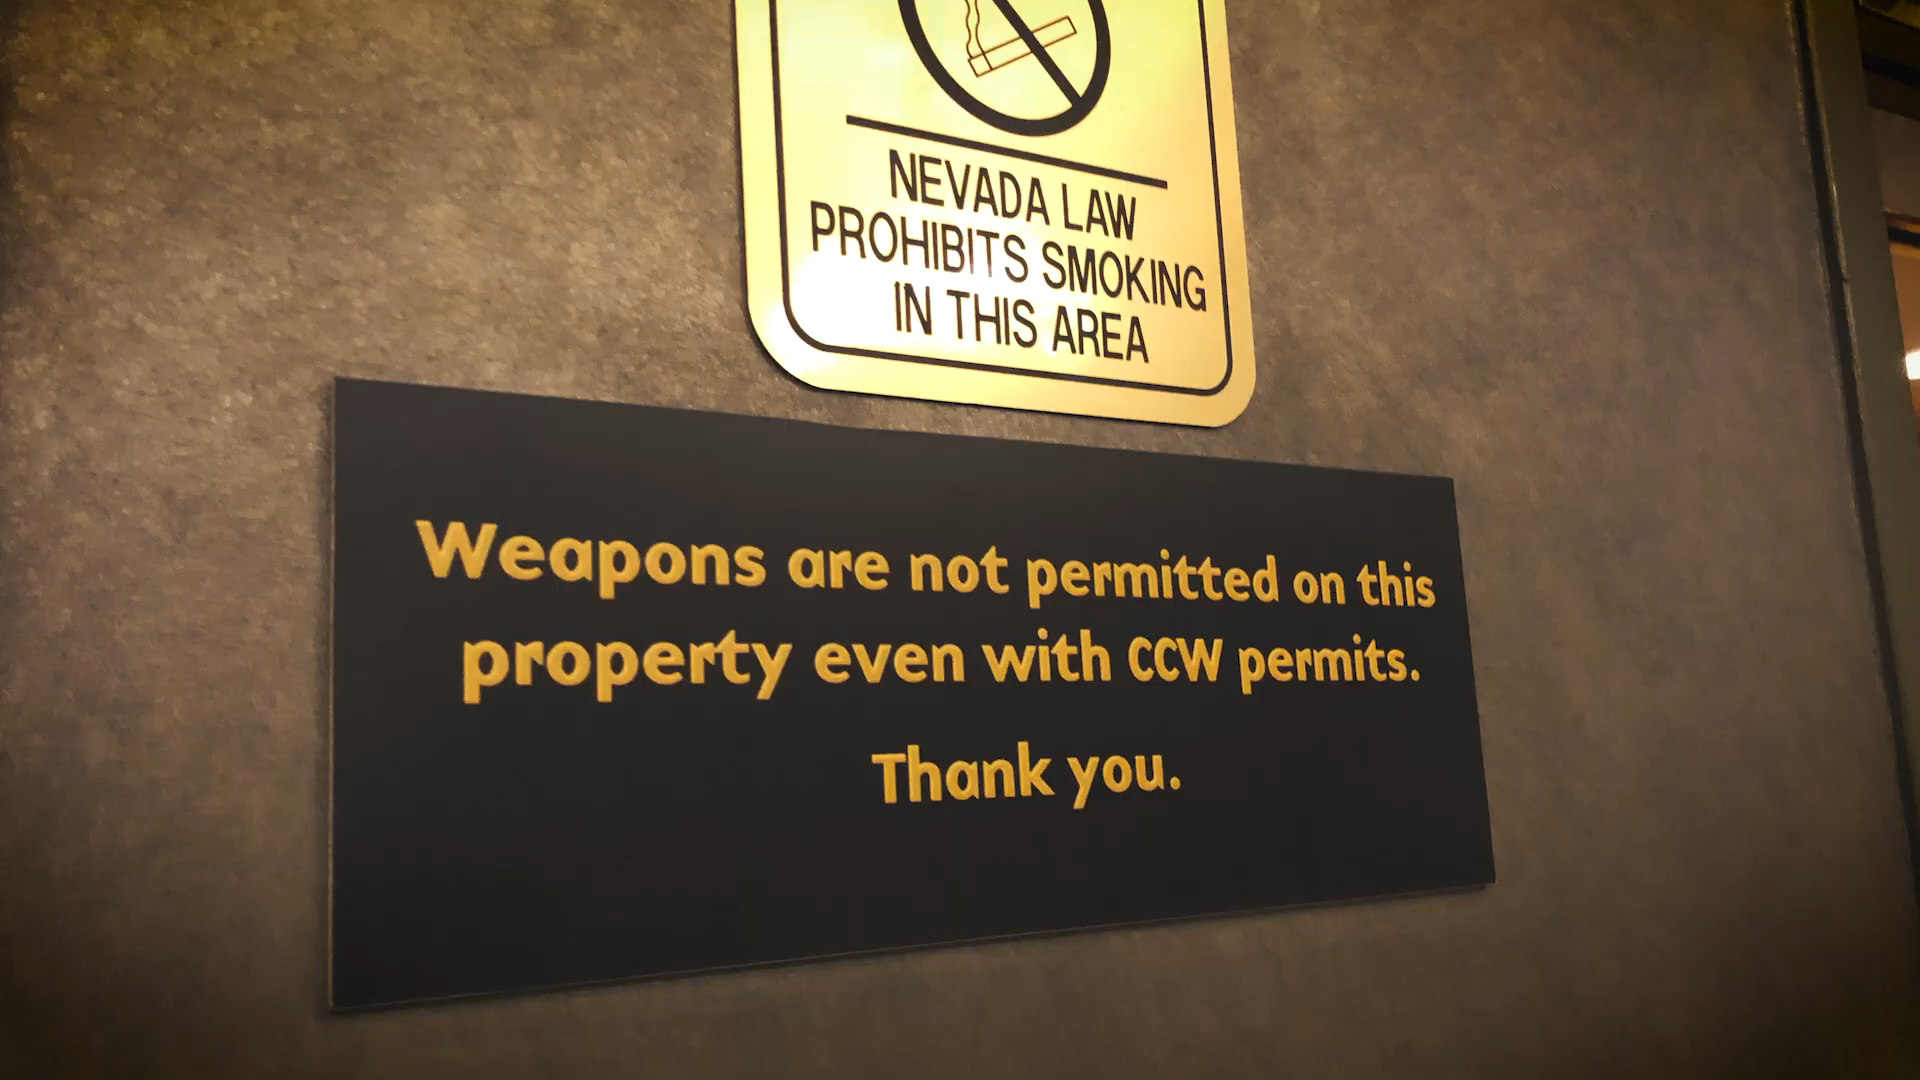 NEVADA LAW
PROHIBITS SMOKING
IN THIS AREA
Weapons are not permitted on this
property even with CCW permits.
Thank you.